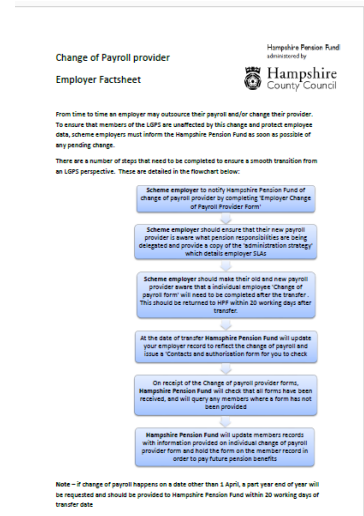 Hampshire Pension Fund
administered by
Change of Payroll provider
Hampshire
County Council
Employer Factsheet
From time to time an employer may outsource their payroll and/or change their provider.
To ensure that members of the LGPS are unaffected by this change and protect employee
data, scheme employers must inform the Hampshire Pension Fund as soon as possible of
any pending change.
There are a number of steps that need to be completed to ensure a smooth transition from
an LGPS perspective. These are detailed in the flowchart below:
Scheme employer to notify Hampshire Pension Fund of
change of payroll provider by completing 'Employer Change
of Payroll Provider Form'
Scheme employer should ensure that their new payroll
provider is aware what pension responsibilities are being
delegated and provide a copy of the 'administration strategy'
which details employer SLAs
Scheme employer should make their old and new payroll
provider aware that a individual employee 'Change of
payroll form' will need to be completed after the transfer.
This should be returned to HPF within 20 working days after
transfer.
At the date of transfer Hampshire Pension Fund will update
your employer record to reflect the change of payroll and
issue a 'Contacts and authorisation form for you to check
On receipt of the Change of payroll provider forms,
Hampshire Pension Fund will check that all forms have been
received, and will query any members where a form has not
been provided
Hampshire Pension Fund will update members records
with information provided on individual change of payroll
provider form and hold the form on the member record in
order to pay future pension benefits
Note – if change of payroll happens on a date other than 1 April, a part year end of year will
be requested and should be provided to Hampshire Pension Fund within 20 working days of
transfer date